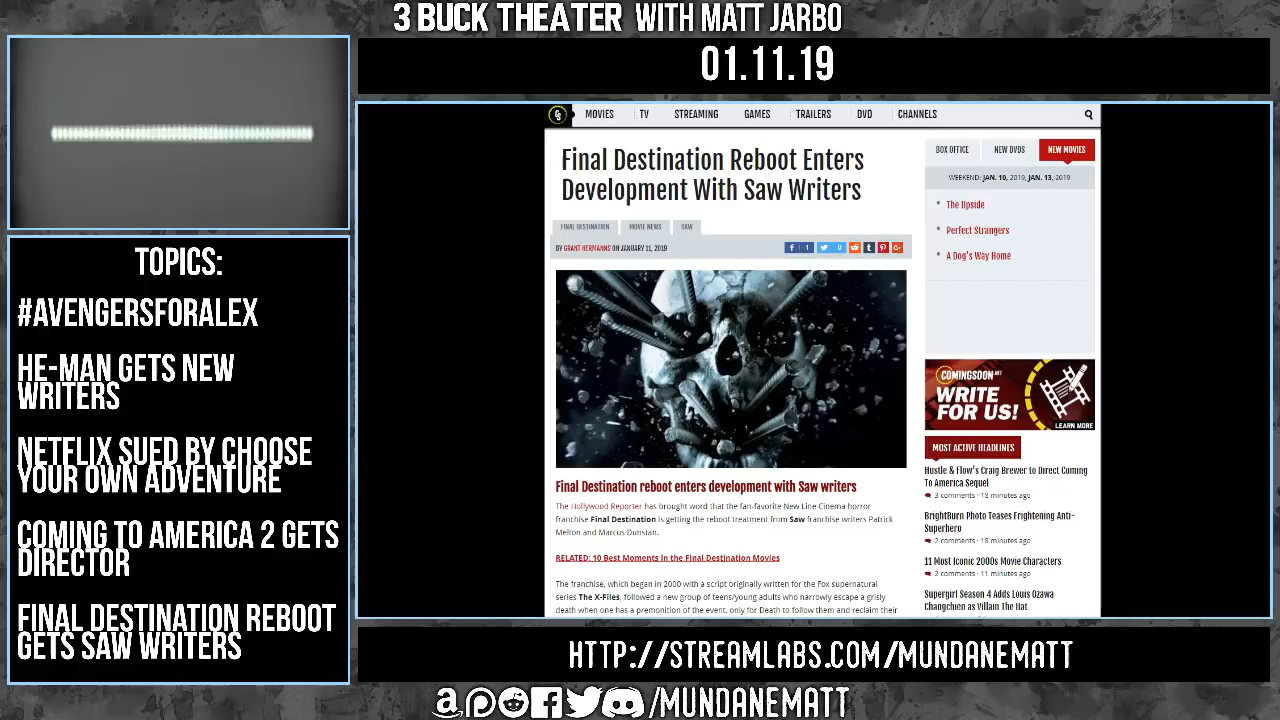 3 BUCK THEATER WITH MATT JARBO
01.11.19
TOPICS:
#AVENGERSFORALEX
HE-MAN GETS NEW
WRITERS
NETFLIX SUED BY CHOOSE
YOUR OWN ADVENTURE
COMING TO AMERICA 2 GETS
DIRECTOR
FINAL DESTINATION REBOOT
GETS SAW WRITERS
MOVIES TV STREAMING GAMES TRAILERS DVD CHANNELS
Final Destination Reboot Enters
Development With Saw Writers
FINAL DESTINATION MOVIE NEWS SAW
BY GRANT HERMANNS ON JANUARY 11, 2019
1 0
Final Destination reboot enters development with Saw writers
The Hollywood Reporter has brought word that the fan-favorite New Line Cinema horror
franchise Final Destination is getting the reboot treatment from Saw franchise writers Patrick
Melton and Marcus Dunstan.
RELATED: 10 Best Moments in the Final Destination Movies
The franchise, which began in 2000 with a script originally written for the Fox supernatural
series The X-Files, followed a new group of teens/young adults who narrowly escape a grisly
death when one has a premonition of the event, only for Death to follow them and reclaim their
BOX OFFICE NEW DVDS NEW MOVIES
WEEKEND: JAN. 10, 2019, JAN. 13, 2019
The Upside
Perfect Strangers
A Dog's Way Home
COMINGSOON.NET
WRITE
FOR US!
LEARN MORE
MOST ACTIVE HEADLINES
Hustle & Flow's Craig Brewer to Direct Coming
To America Sequel
3 comments · 18 minutes ago
BrightBurn Photo Teases Frightening Anti-
Superhero
2 comments · 18 minutes ago
11 Most Iconic 2000s Movie Characters
2 comments · 11 minutes ago
Supergirl Season 4 Adds Louis Ozawa
Changchien as Villain The Hat
HTTP://STREAMLABS.COM/MUNDANEMATT
/MUNDANEMATT